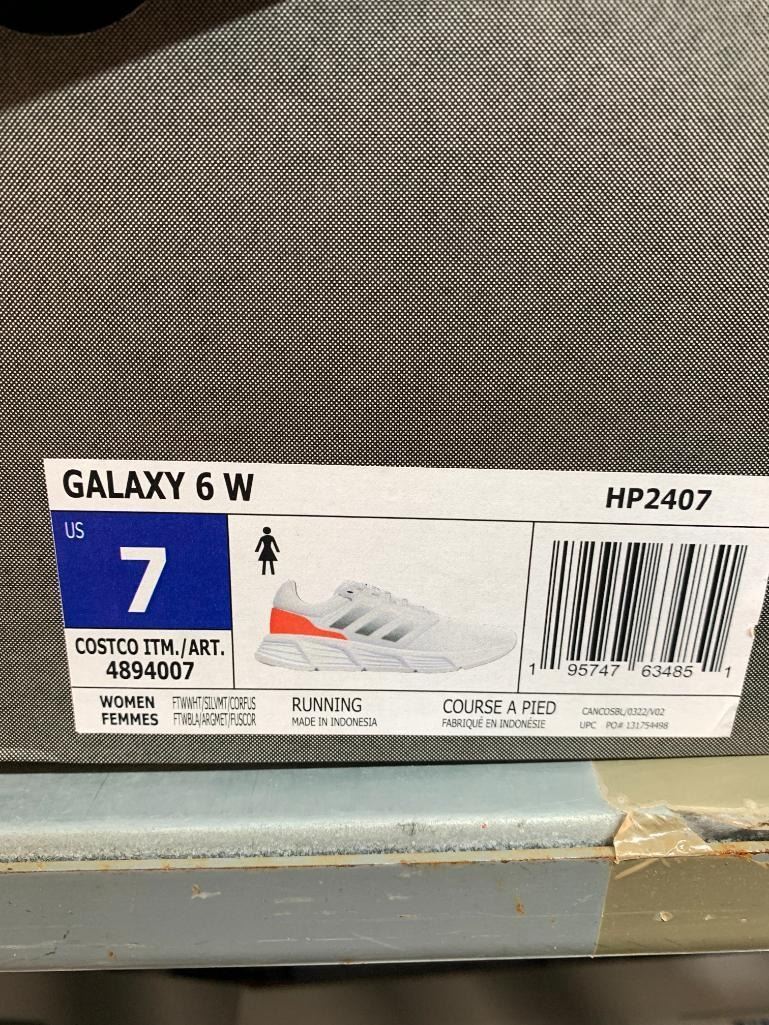 GALAXY 6 W
HP2407
US
7
COSTCO ITM./ART.
4894007
1 95747 63485 1
WOMEN
FEMMES
FTWWHT/SILVMT/CORFUS
FTWBLA/ARGMET/FUSCOR
RUNNING
MADE IN INDONESIA
COURSE A PIED
FABRIQUÉ EN INDONÉSIE
CANCOSBL/0322/V02
UPC PO# 131754498